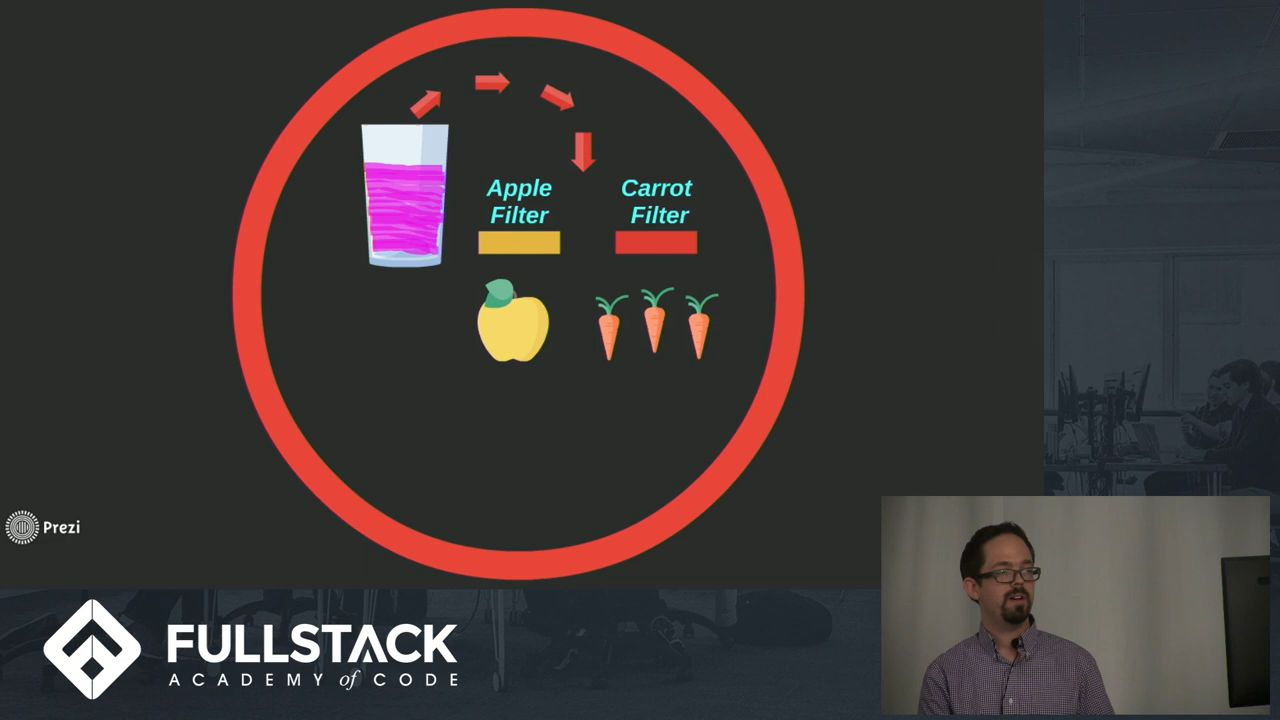 Apple
Filter
Carrot
Filter
Prezi
FULLSTACK
ACADEMY of CODE